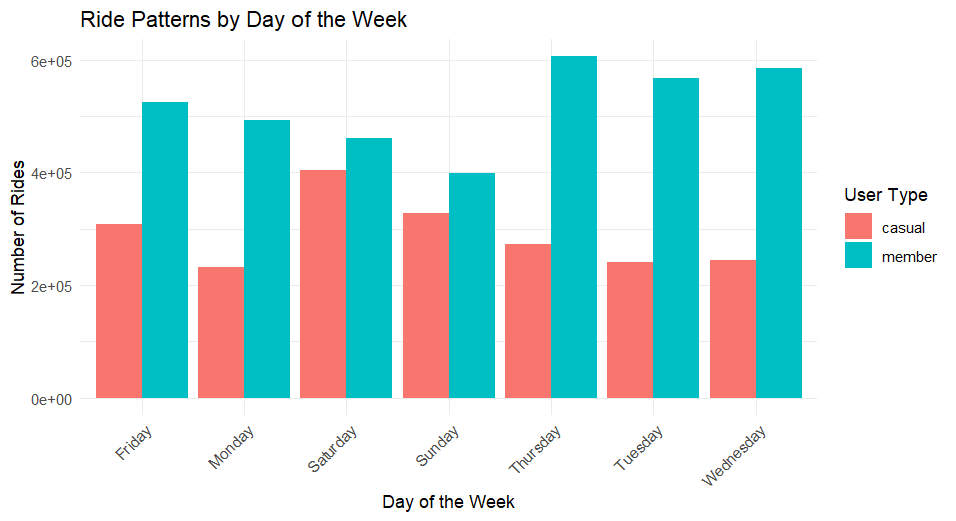 Ride Patterns by Day of the Week
Number of Rides
6e+05
4e+05
2e+05
0e+00
Friday
Monday
Saturday
Sunday
Thursday
Tuesday
Wednesday
Day of the Week
User Type
casual
member